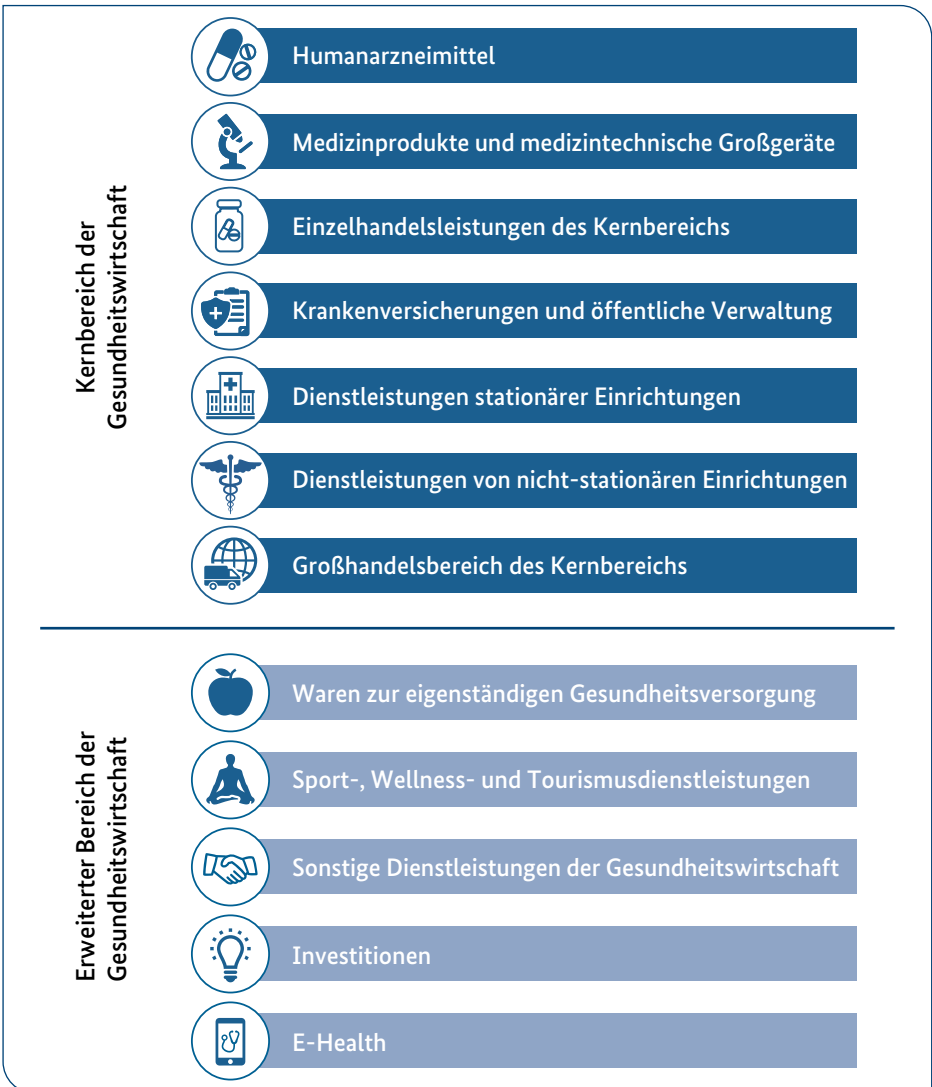 Kernbereich der
Gesundheitswirtschaft
Humanarzneimittel
Medizinprodukte und medizintechnische Großgeräte
Einzelhandelsleistungen des Kernbereichs
Krankenversicherungen und öffentliche Verwaltung
Dienstleistungen stationärer Einrichtungen
Dienstleistungen von nicht-stationären Einrichtungen
Großhandelsbereich des Kernbereichs
Erweiterter Bereich der
Gesundheitswirtschaft
Waren zur eigenständigen Gesundheitsversorgung
Sport-, Wellness- und Tourismusdienstleistungen
Sonstige Dienstleistungen der Gesundheitswirtschaft
Investitionen
E-Health